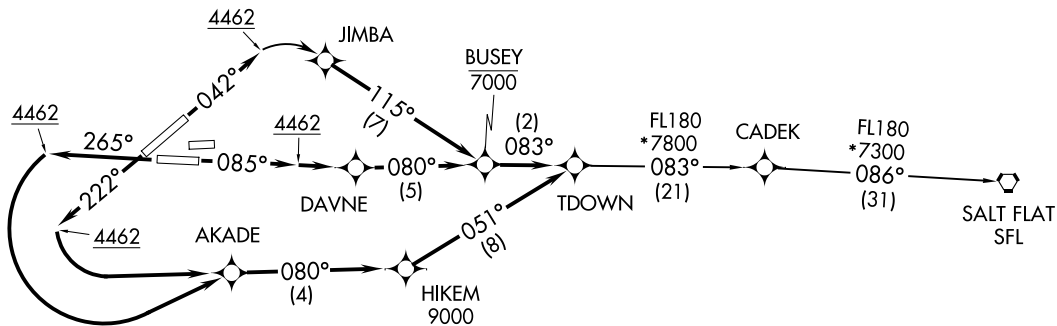 4462
JIMBA
042°
BUSEY
7000
115°
(7)
4462
265°
4462
(2)
083°
FL180
*7800
083°
(21)
CADEK
FL180
*7300
086°
(31)
085°
080°
(5)
222°
DAVNE
TDOWN
SALT FLAT
SFL
4462
AKADE
051°
(8)
080°
(4)
HIKEM
9000